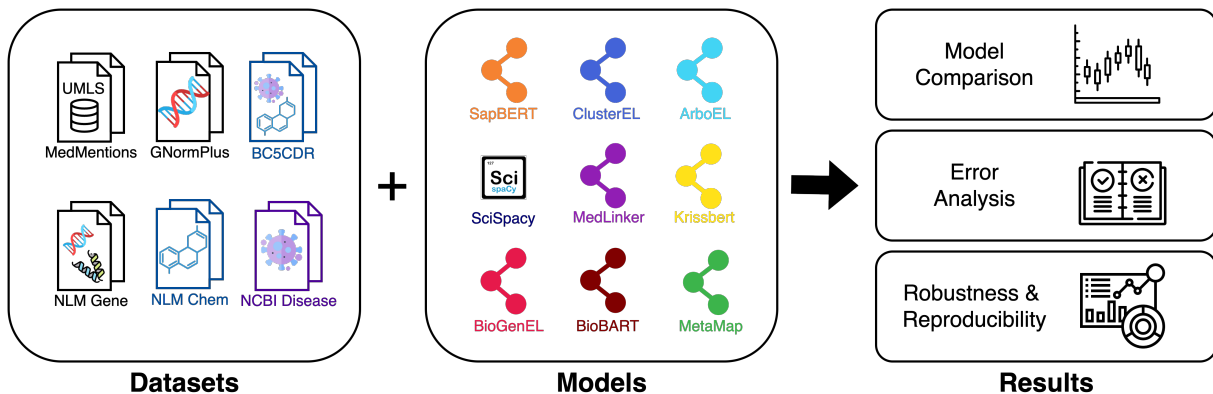 UMLS
MedMentions
GNormPlus
BC5CDR
NLM Gene
NLM Chem
NCBI Disease
Datasets
+
SapBERT
ClusterEL
ArboEL
127
Sci
spaCy
SciSpacy
MedLinker
Krissbert
BioGenEL
BioBART
MetaMap
Models
Model
Comparison
Error
Analysis
Robustness &
Reproducibility
Results